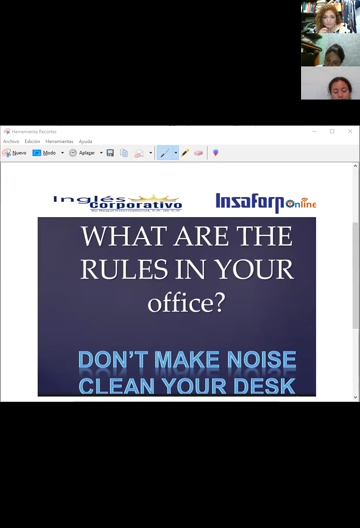 Herramienta Recortes
Archivo Edición Herramientas Ayuda
Nuevo Modo Aplazar
Inglés
Corporativo
Insaforp Online
WHAT ARE THE
RULES IN YOUR
office?
DON'T MAKE NOISE
CLEAN YOUR DESK